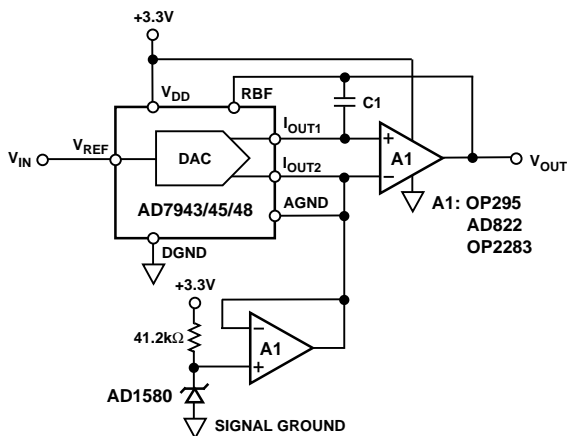 +3.3V
V_DD
RBF
C1
I_OUT1
V_REF
V_IN
DAC
+
A1
−
V_OUT
I_OUT2
A1: OP295
AD822
OP2283
AD7943/45/48
AGND
DGND
+3.3V
41.2kΩ
−
A1
+
AD1580
SIGNAL GROUND